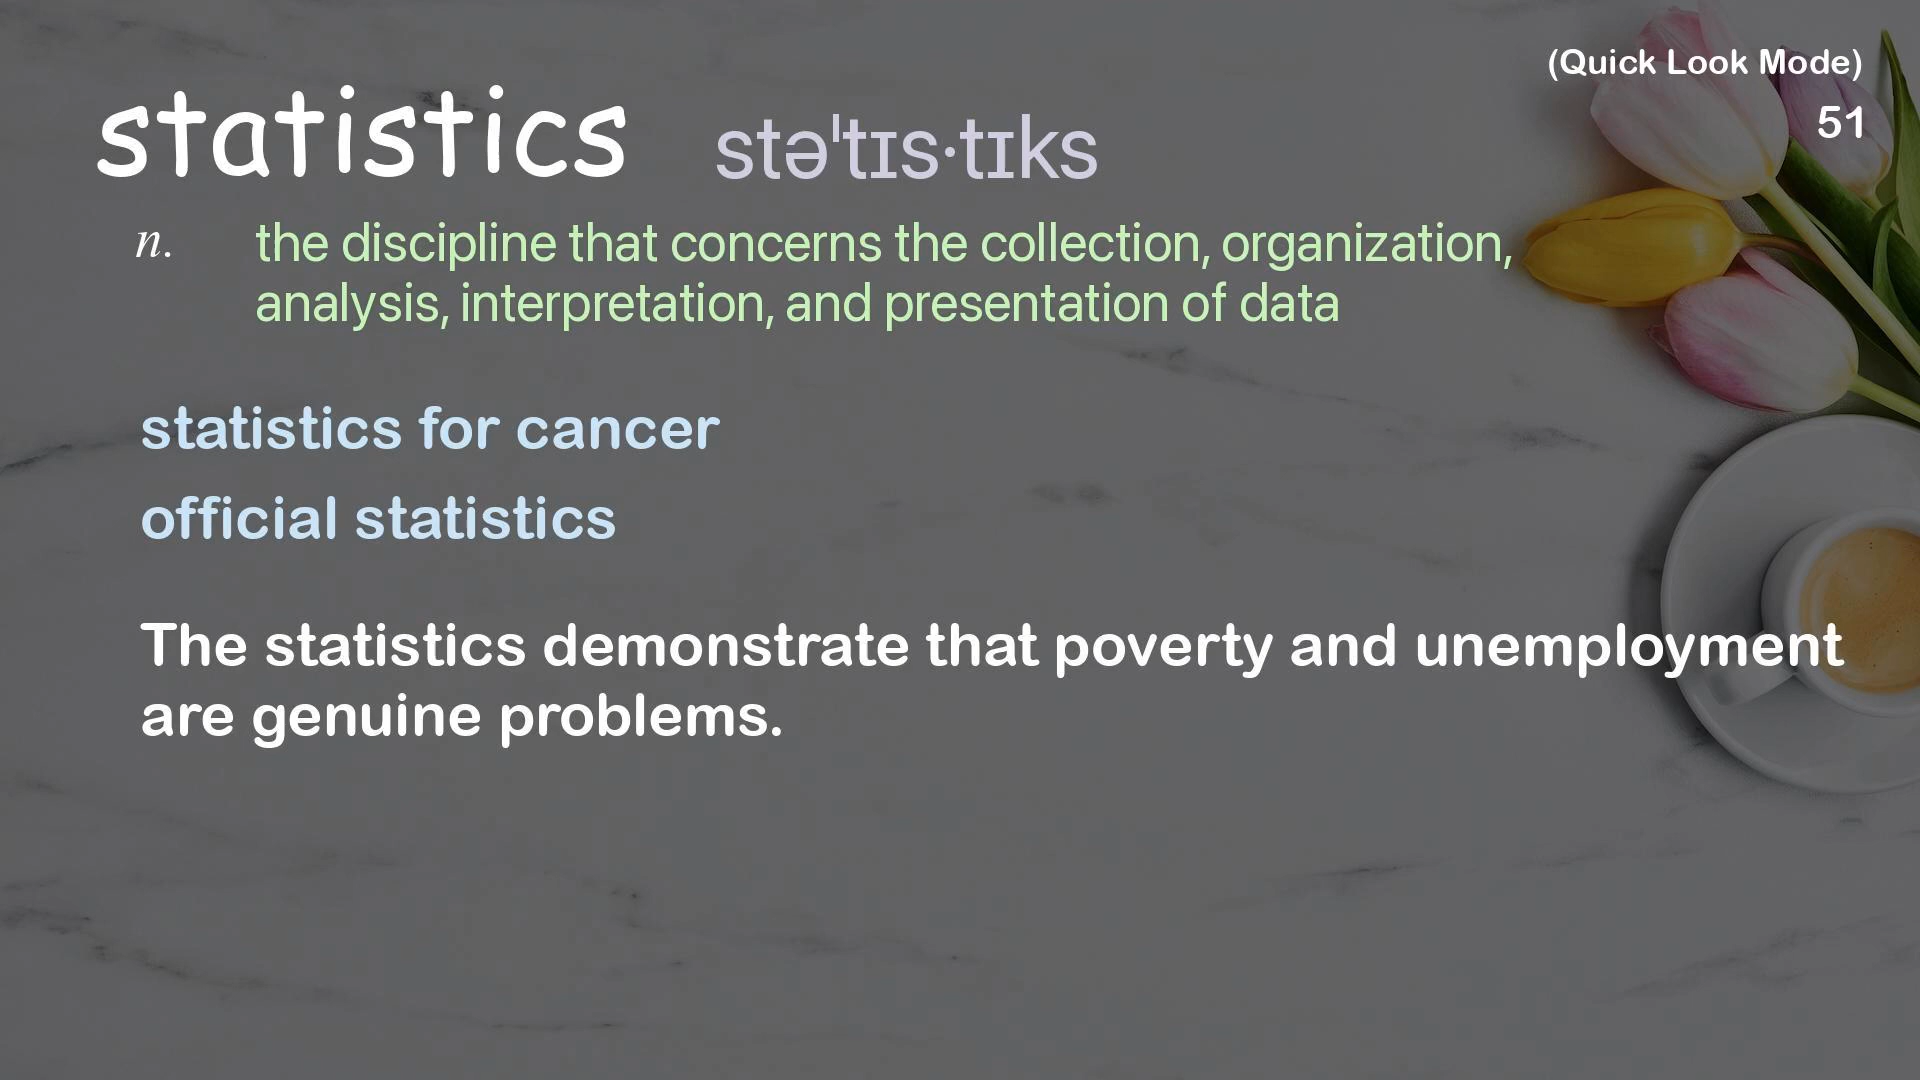 (Quick Look Mode)
51
statistics stəˈtɪs·tɪks
n. the discipline that concerns the collection, organization,
analysis, interpretation, and presentation of data
statistics for cancer
official statistics
The statistics demonstrate that poverty and unemployment
are genuine problems.